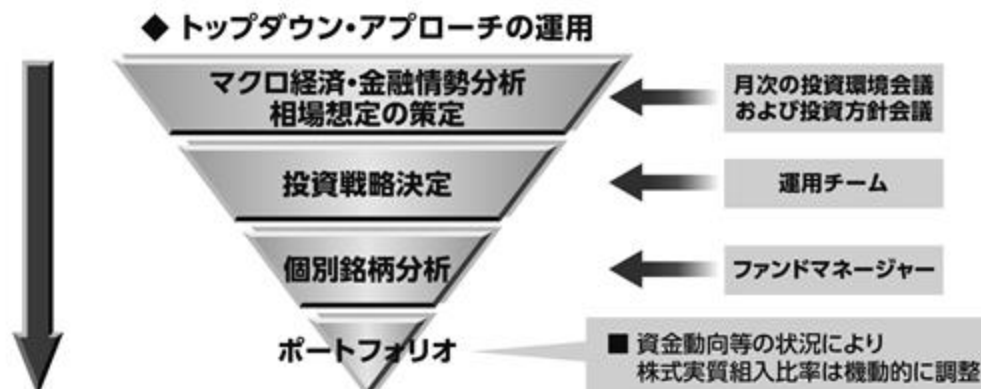 ◆ トップダウン・アプローチの運用
マクロ経済・金融情勢分析
相場想定の策定
月次の投資環境会議
および投資方針会議
投資戦略決定
運用チーム
個別銘柄分析
ファンドマネージャー
ポートフォリオ
■ 資金動向等の状況により
株式実質組入比率は機動的に調整